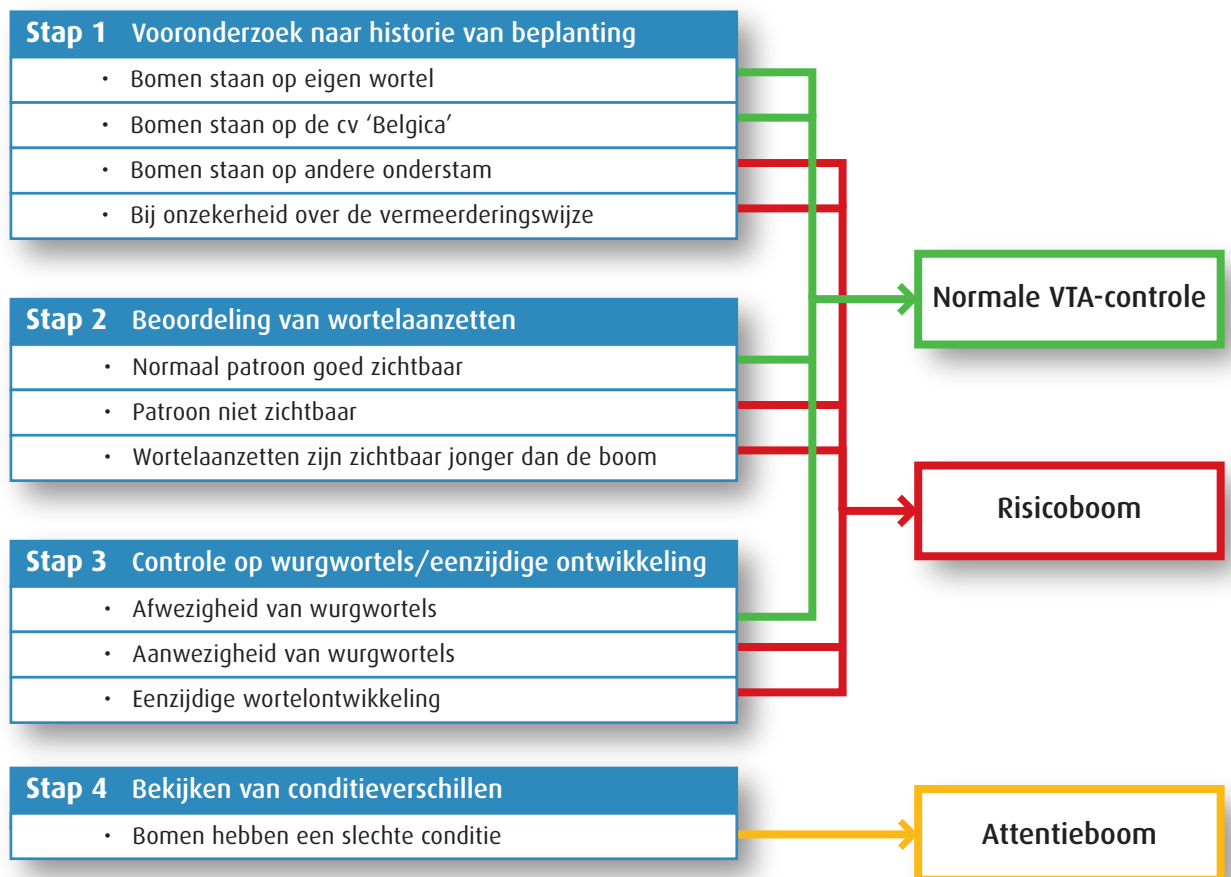 Stap 1 Vooronderzoek naar historie van beplanting
• Bomen staan op eigen wortel
• Bomen staan op de cv ‘Belgica’
• Bomen staan op andere onderstam
• Bij onzekerheid over de vermeerderingswijze
Normale VTA-controle
Stap 2 Beoordeling van wortelaanzetten
• Normaal patroon goed zichtbaar
• Patroon niet zichtbaar
• Wortelaanzetten zijn zichtbaar jonger dan de boom
Risicoboom
Stap 3 Controle op wurgwortels/eenzijdige ontwikkeling
• Afwezigheid van wurgwortels
• Aanwezigheid van wurgwortels
• Eenzijdige wortelontwikkeling
Stap 4 Bekijken van conditieverschillen
• Bomen hebben een slechte conditie
Attentieboom